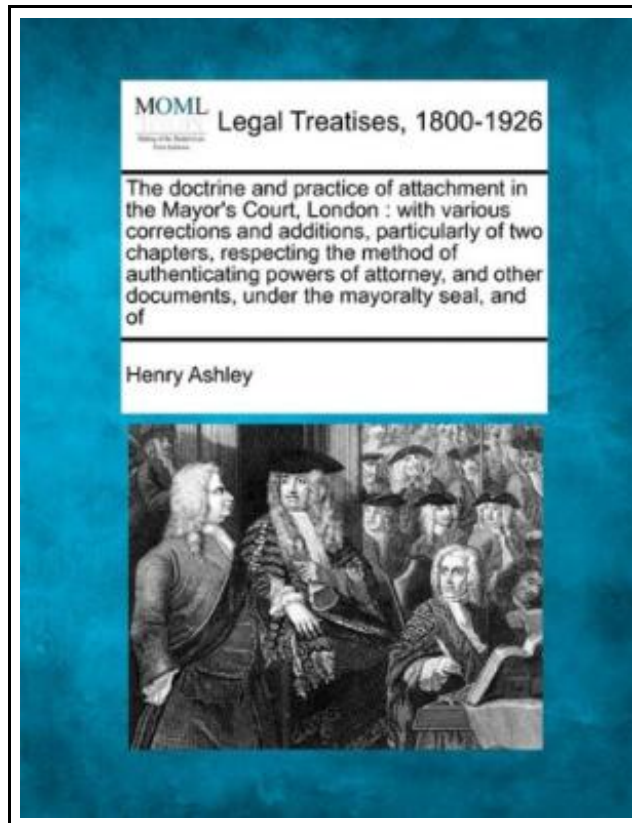 MOML
Legal Treatises, 1800-1926
The doctrine and practice of attachment in
the Mayor's Court, London : with various
corrections and additions, particularly of two
chapters, respecting the method of
authenticating powers of attorney, and other
documents, under the mayoralty seal, and
of
Henry Ashley